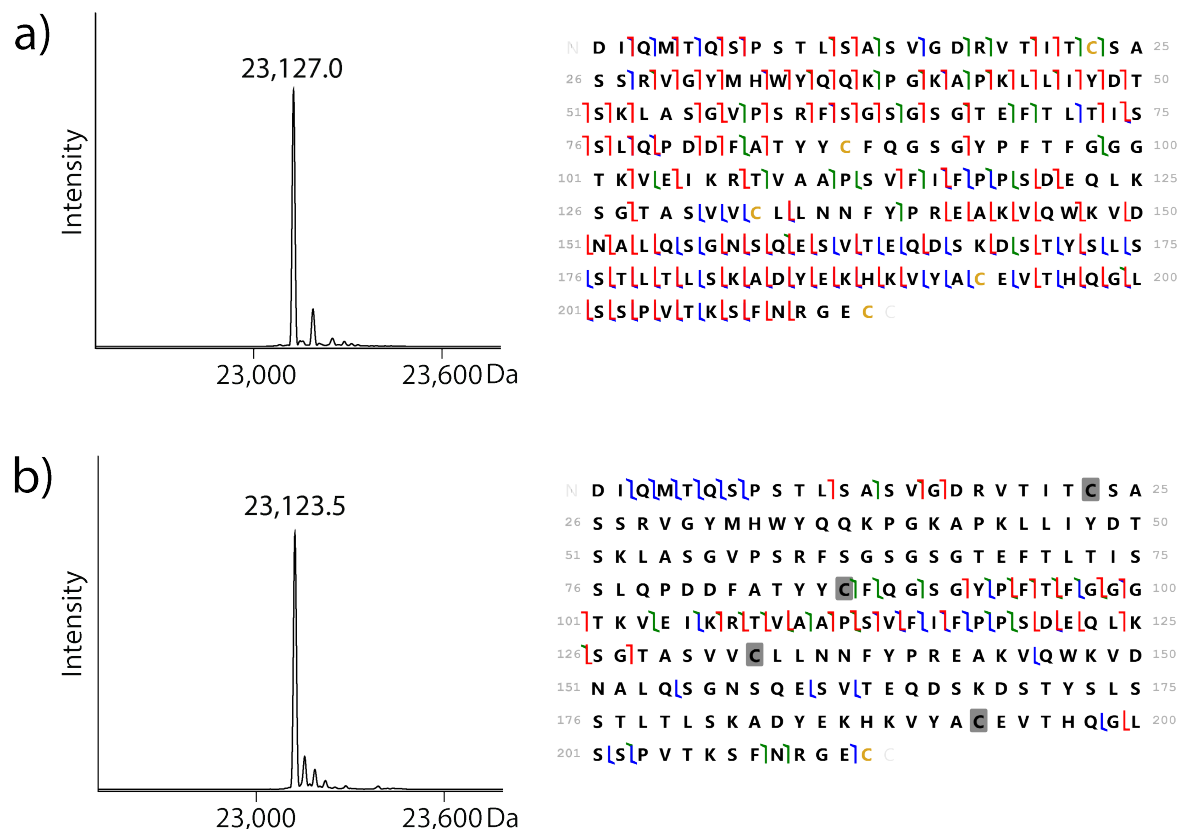 a)
23,127.0
Intensity
23,000
23,600 Da
N D I Q M T Q S P S T L S A S V G D R V T I T C S A 25
26 S S R V G Y M H W Y Q Q K P G K A P K L L I Y D T 50
51 S K L A S G V P S R F S G S G S G T E F T L T I S 75
76 S L Q P D D F A T Y Y C F Q G S G Y P F T F G G G 100
101 T K V E I K R T V A A P S V F I F P P S D E Q L K 125
126 S G T A S V V C L L N N F Y P R E A K V Q W K V D 150
151 N A L Q S G N S Q E S V T E Q D S K D S T Y S L S 175
176 S T L T L S K A D Y E K H K V Y A C E V T H Q G L 200
201 S S P V T K S F N R G E C C
b)
23,123.5
Intensity
23,000
23,600 Da
N D I Q M T Q S P S T L S A S V G D R V T I T C S A 25
26 S S R V G Y M H W Y Q Q K P G K A P K L L I Y D T 50
51 S K L A S G V P S R F S G S G S G T E F T L T I S 75
76 S L Q P D D F A T Y Y C F Q G S G Y P F T F G G G 100
101 T K V E I K R T V A A P S V F I F P P S D E Q L K 125
126 S G T A S V V C L L N N F Y P R E A K V Q W K V D 150
151 N A L Q S G N S Q E S V T E Q D S K D S T Y S L S 175
176 S T L T L S K A D Y E K H K V Y A C E V T H Q G L 200
201 S S P V T K S F N R G E C C